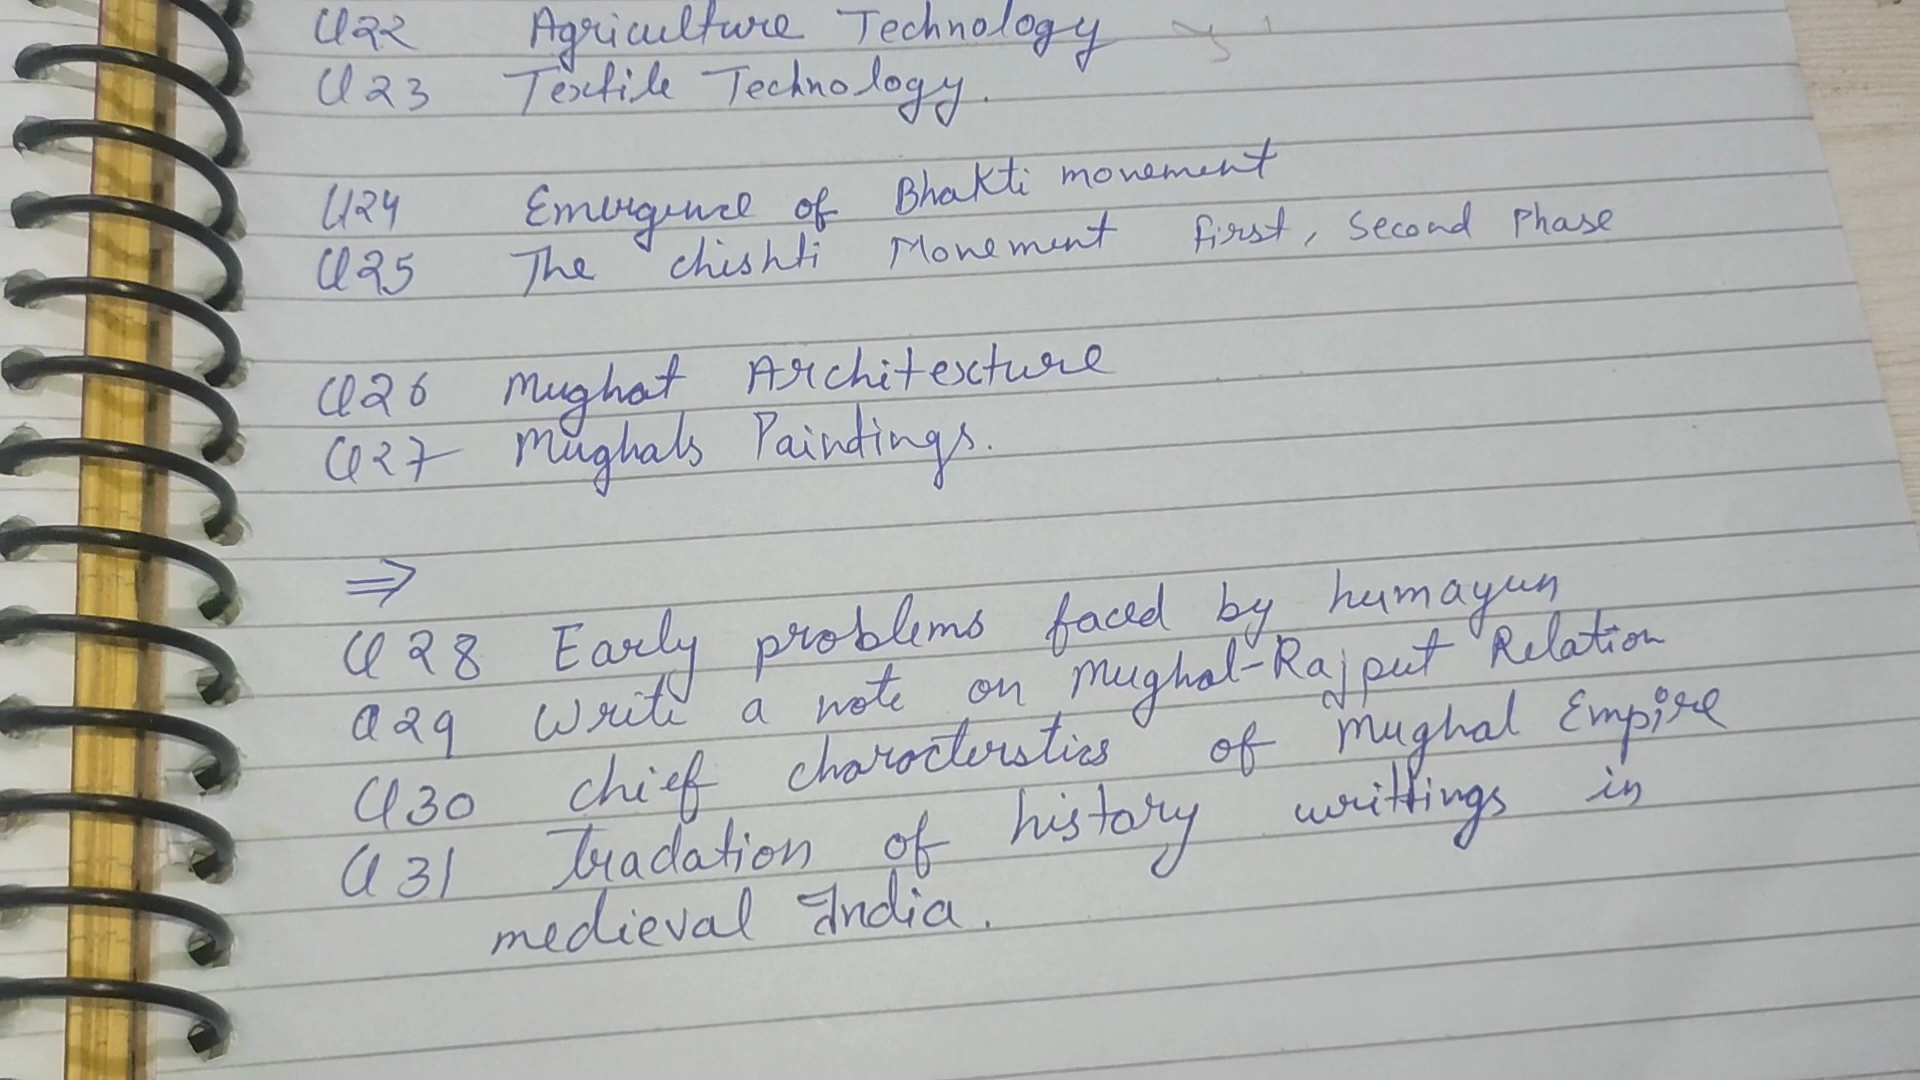 Q22 Agriculture Technology
Q23 Textile Technology.
Q24 Emergence of Bhakti movement
Q25 The chishti Movement first, second Phase
Q26 Mughal Architexture
Q27 Mughals Paintings.
⇒
Q28 Early problems faced by humayun
Q29 Write a note on Mughal-Rajput Relation
Q30 chief charocterstics of Mughal Empire
Q31 tradation of history writtings in
medieval India.